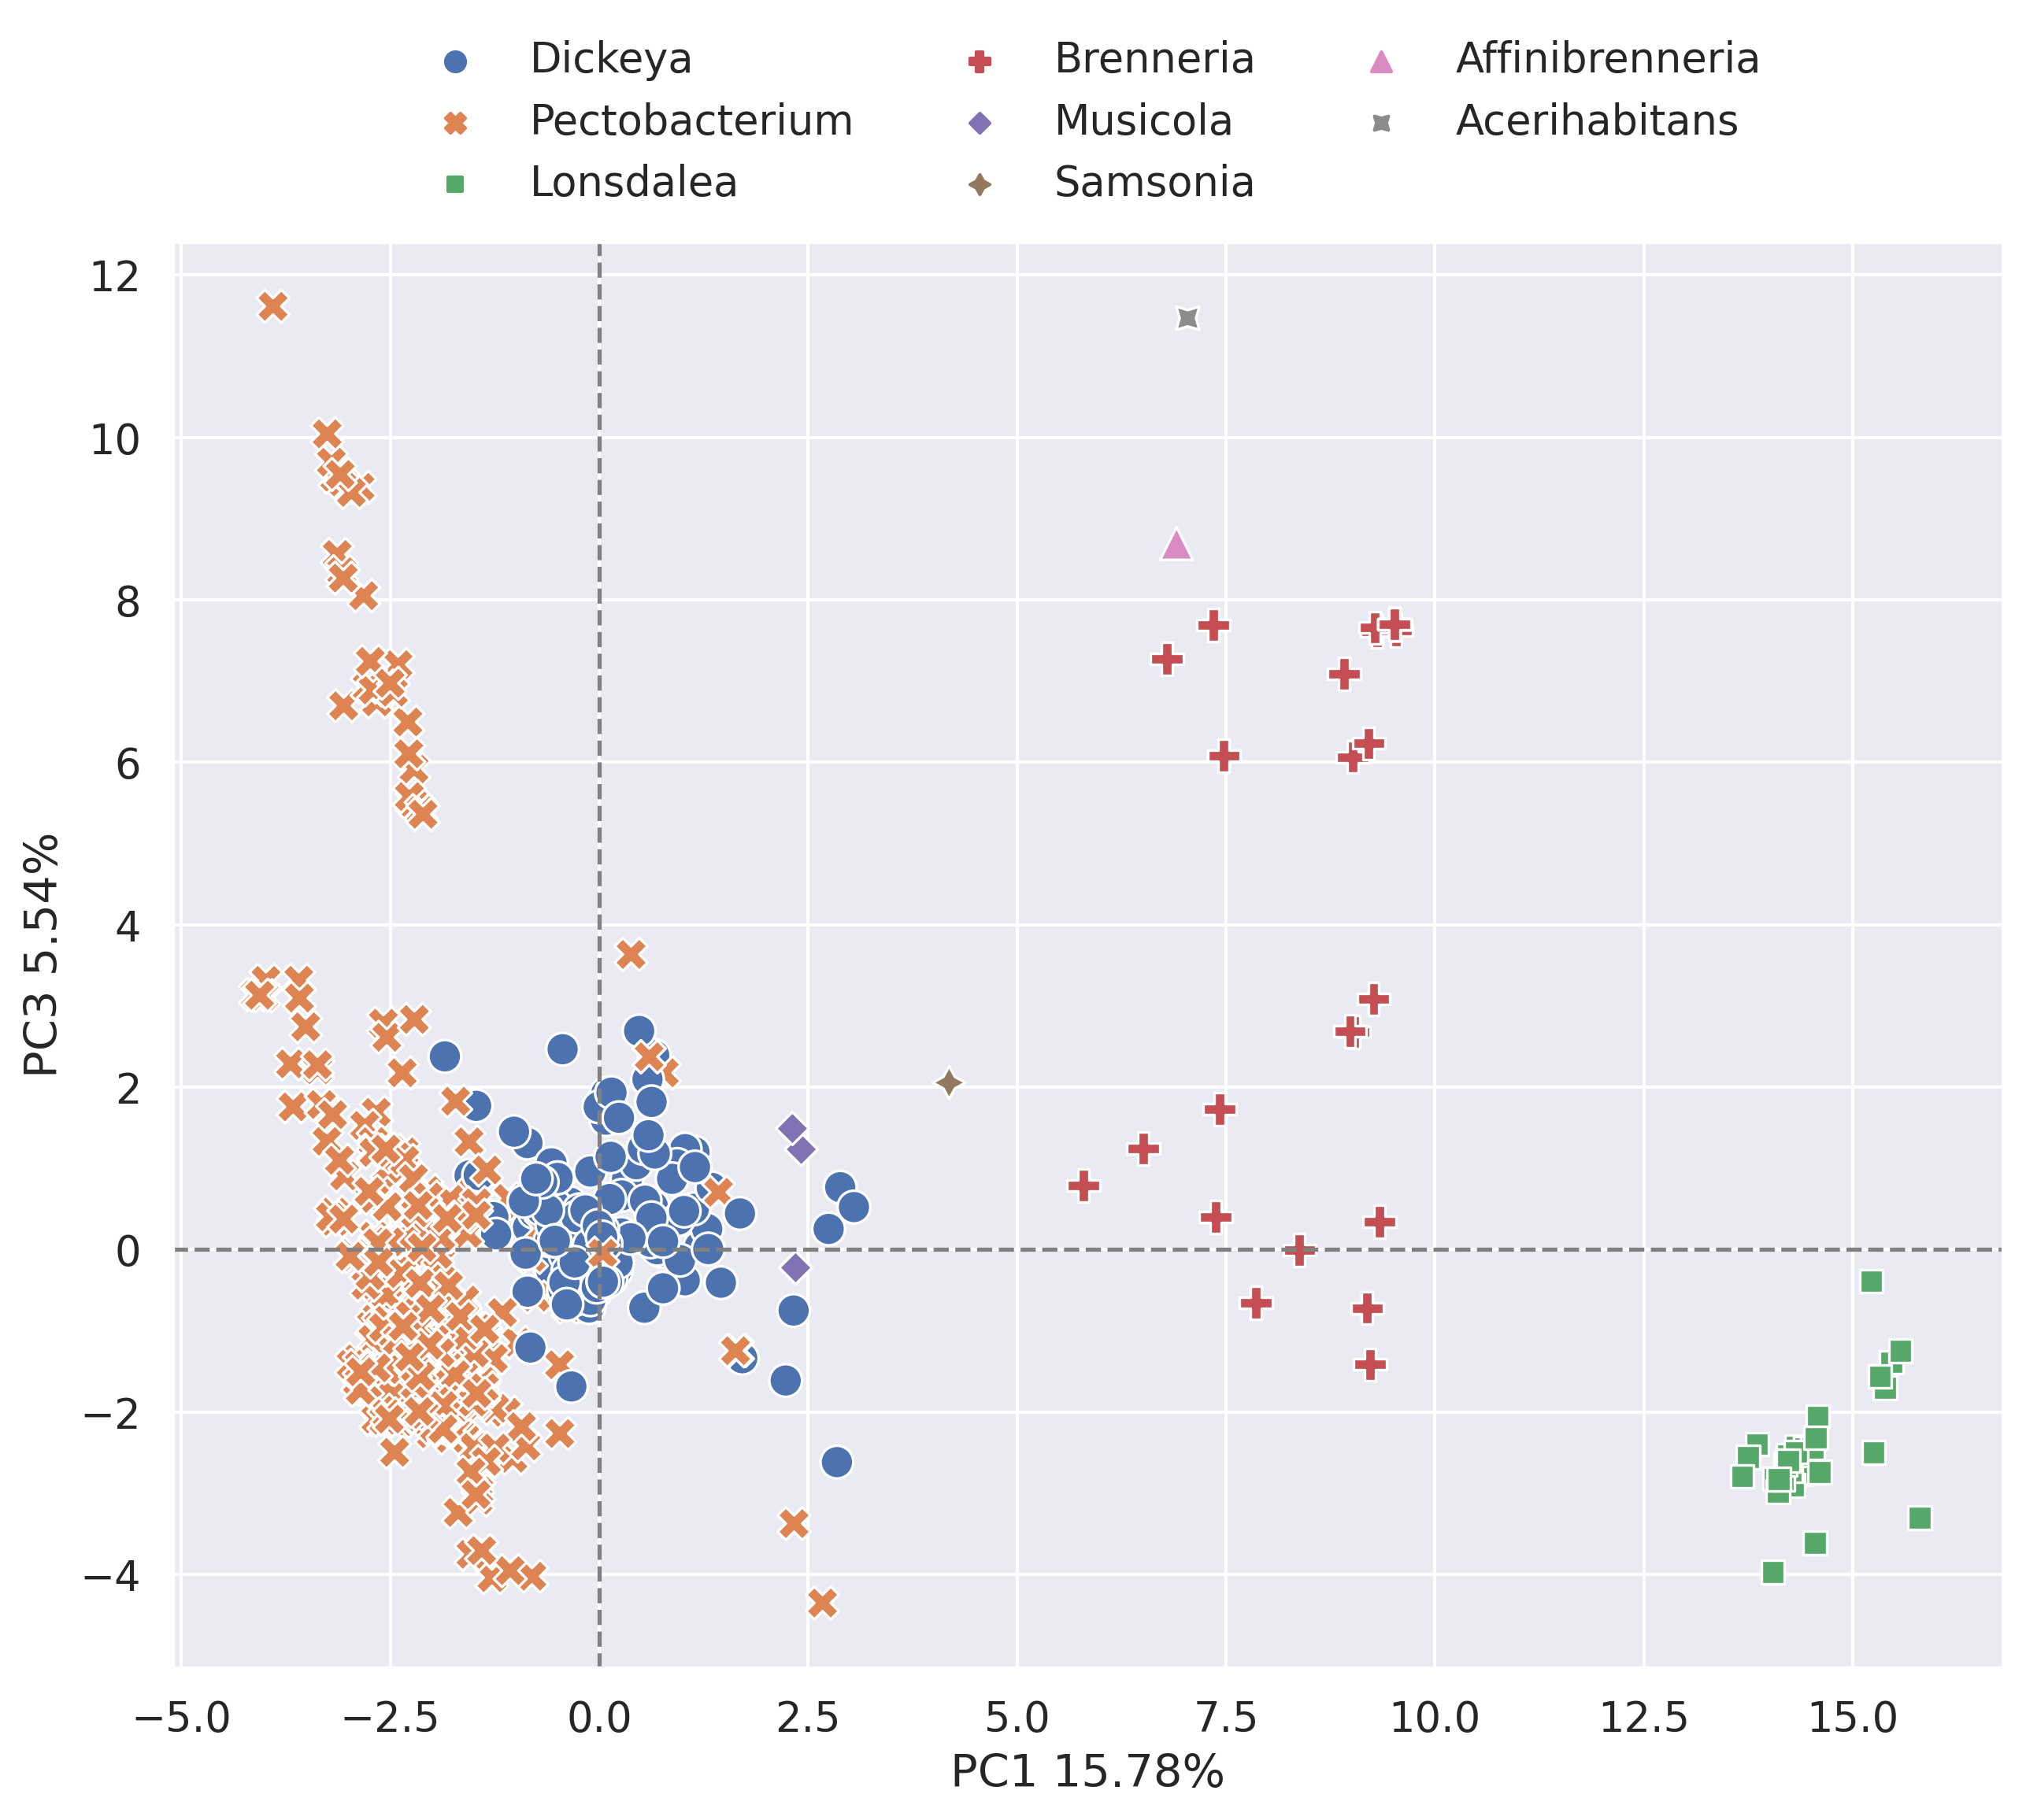 Dickeya
Pectobacterium
Lonsdalea
Brenneria
Musicola
Samsonia
Affinibrenneria
Acerihabitans
12
10
8
6
4
2
0
−2
−4
PC3 5.54%
−5.0 −2.5 0.0 2.5 5.0 7.5 10.0 12.5 15.0
PC1 15.78%